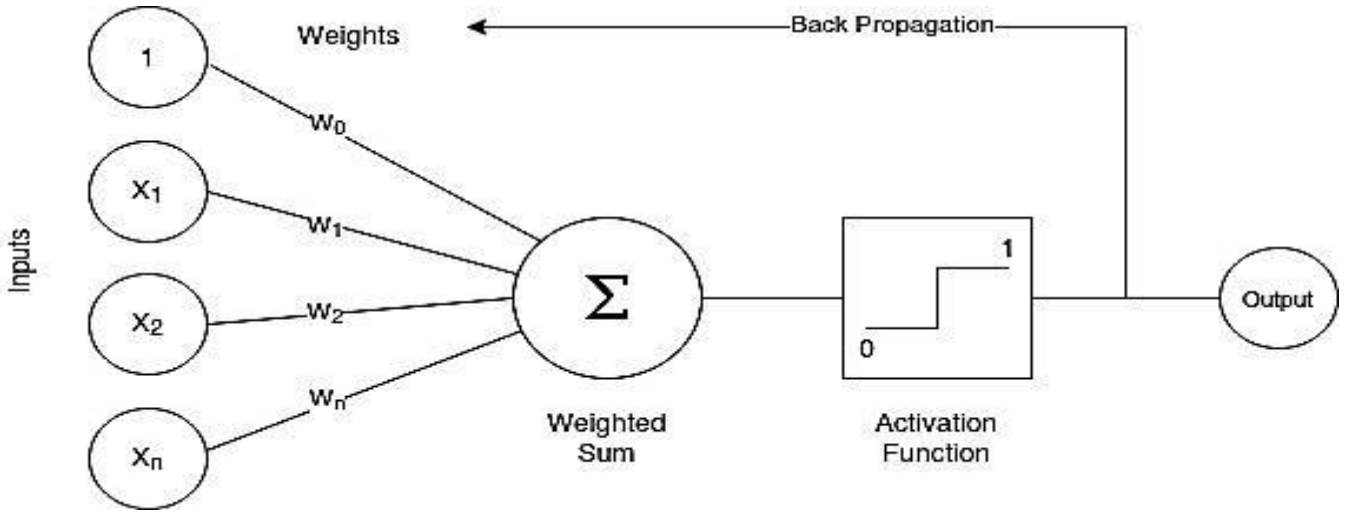 1
Weights
Back Propagation
W0
X1
W1
Inputs
1
Σ
Output
X2
W2
0
Wn
Weighted
Sum
Activation
Function
Xn